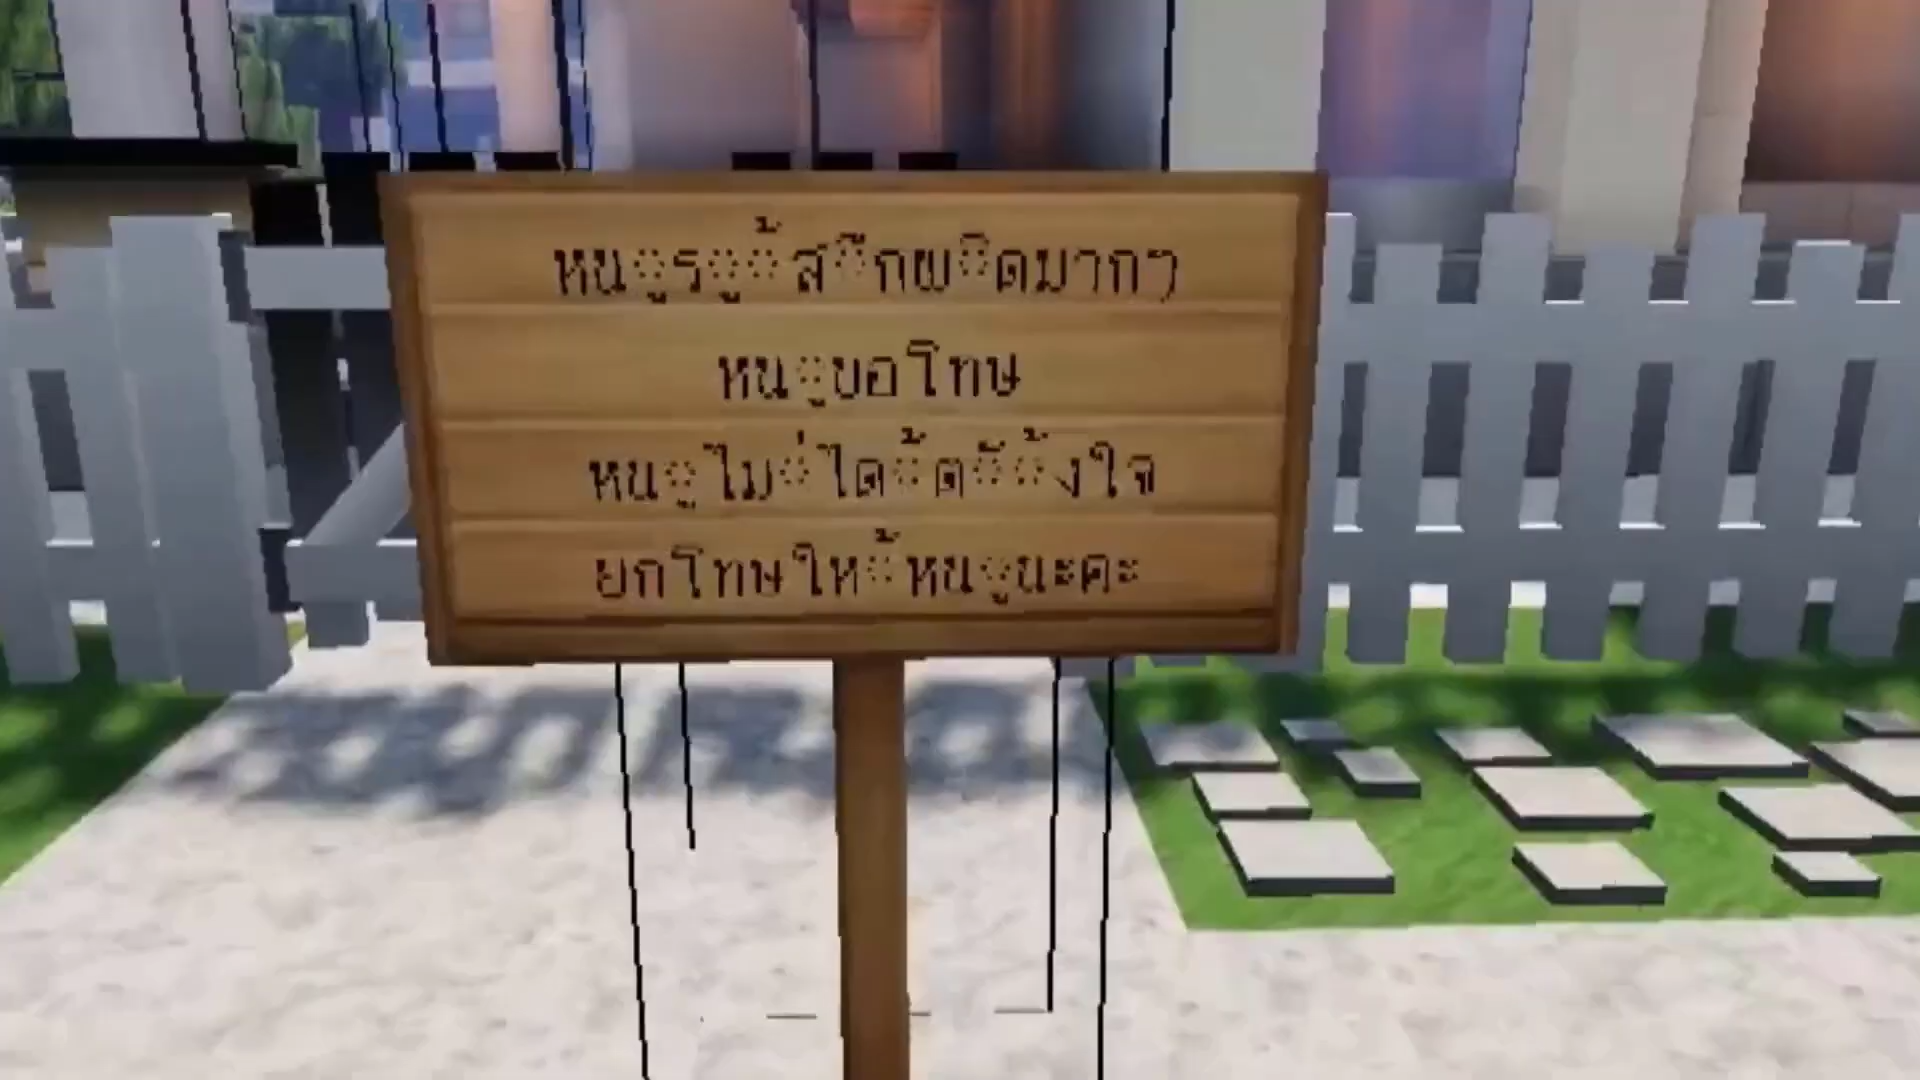 หนูรู้สึกผิดมากๆ
หนูขอโทษ
หนูไม่ได้ตั้งใจ
ยกโทษให้หนูนะคะ